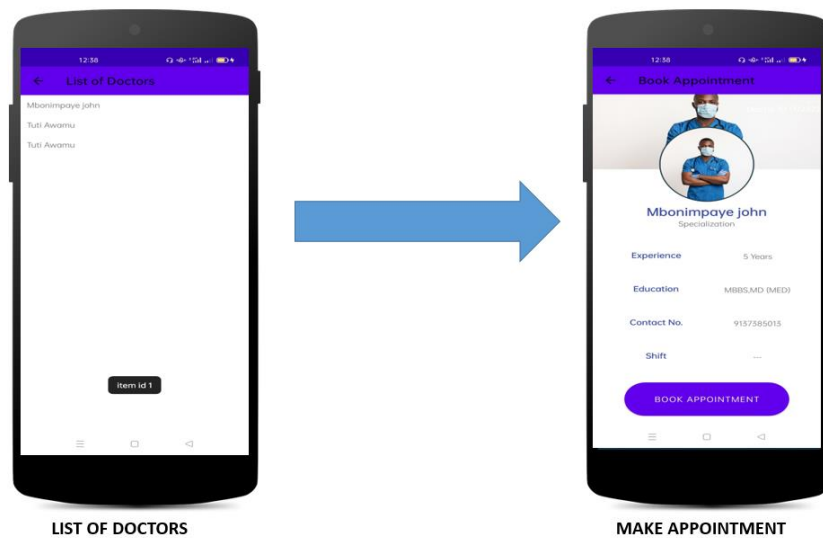 12:38
List of Doctors
Mbonimpaye john
Tuti Awamu
Tuti Awamu
Item id 1
LIST OF DOCTORS
12:38
Book Appointment
Mbonimpaye john
Specialization
Experience 5 Years
Education MBBS,MD (MED)
Contact No. 9137385013
Shift ---
BOOK APPOINTMENT
MAKE APPOINTMENT